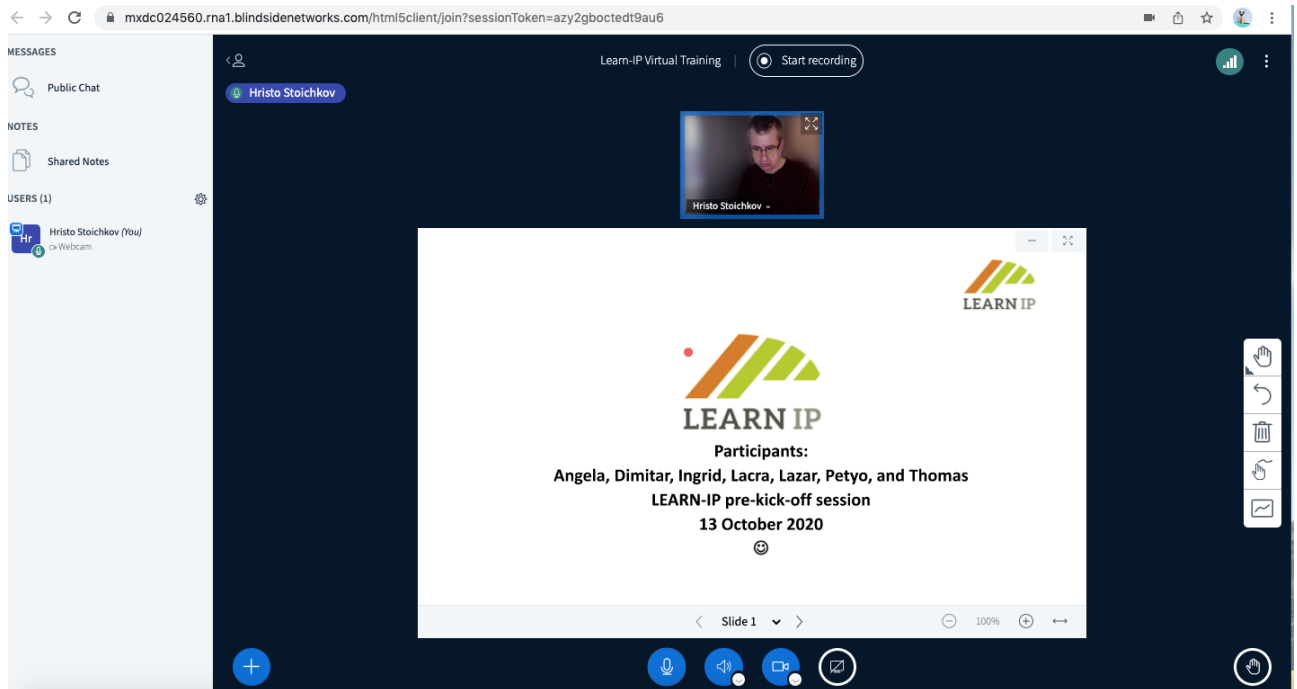 mxdc024560.rna1.blindsidenetworks.com/html5client/join?sessionToken=azy2gboctedt9au6
MESSAGES
Public Chat
NOTES
Shared Notes
USERS (1)
Hr
Hristo Stoichkov (You)
Webcam
Learn-IP Virtual Training
Start recording
Hristo Stoichkov
Hristo Stoichkov
LEARN IP
LEARN IP
Participants:
Angela, Dimitar, Ingrid, Lacra, Lazar, Petyo, and Thomas
LEARN-IP pre-kick-off session
13 October 2020
☺
Slide 1
100%